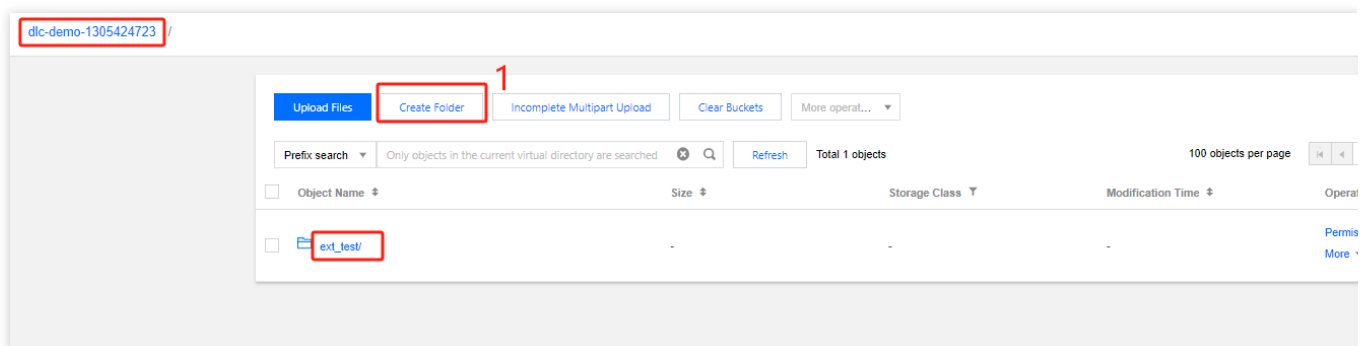 dlc-demo-1305424723 /
1
Upload Files Create Folder Incomplete Multipart Upload Clear Buckets More operat...
Prefix search Only objects in the current virtual directory are searched Refresh Total 1 objects 100 objects per page
Object Name Size Storage Class Modification Time Operat
ext_test/ - - -
Permis
More